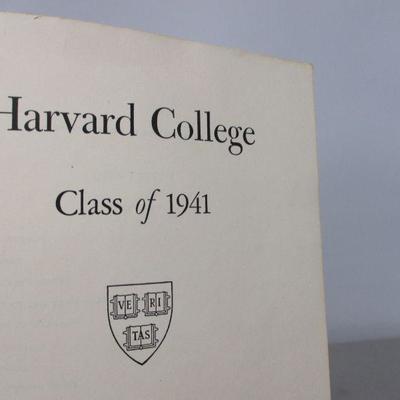 Harvard College
Class of 1941
VE RI
TAS